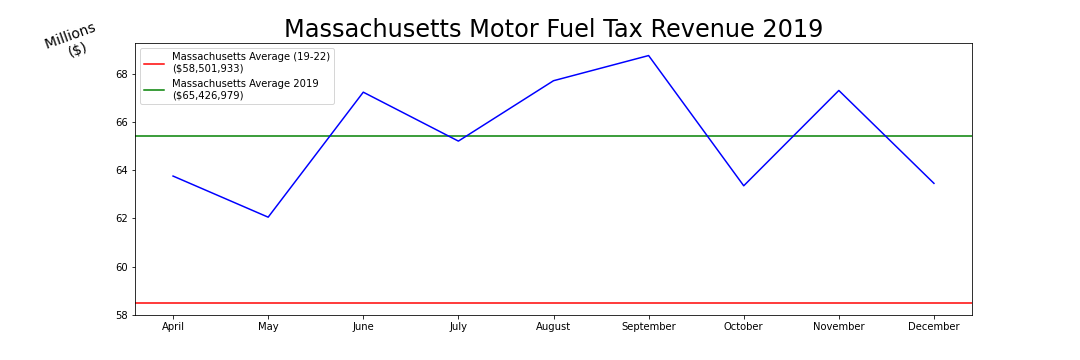 Massachusetts Motor Fuel Tax Revenue 2019
Millions
($)
Massachusetts Average (19-22)
($58,501,933)
Massachusetts Average 2019
($65,426,979)
68
66
64
62
60
58
April May June July August September October November December